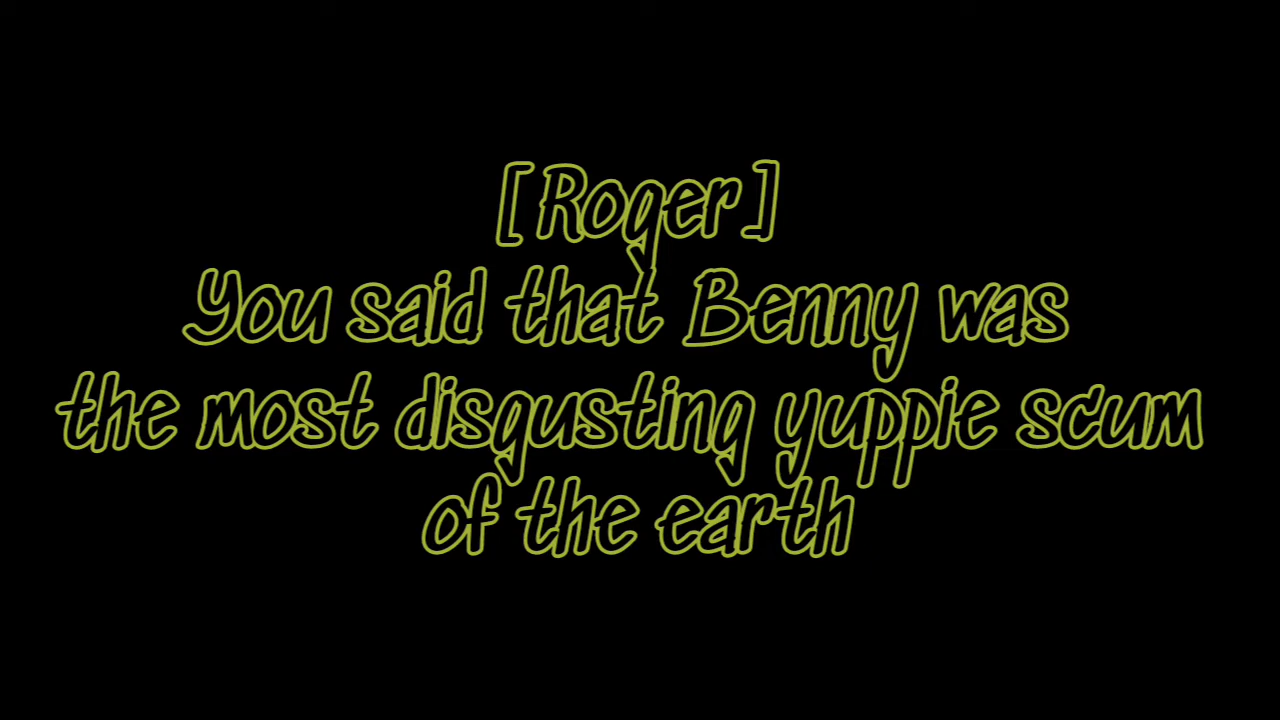 [Roger]
You said that Benny was
the most disgusting yuppie scum
of the earth